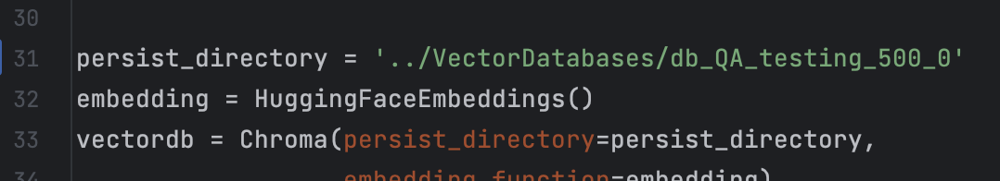 30
31 persist_directory = '../VectorDatabases/db_QA_testing_500_0'
32 embedding = HuggingFaceEmbeddings()
33 vectordb = Chroma(persist_directory=persist_directory,
34 embedding_function=embedding)